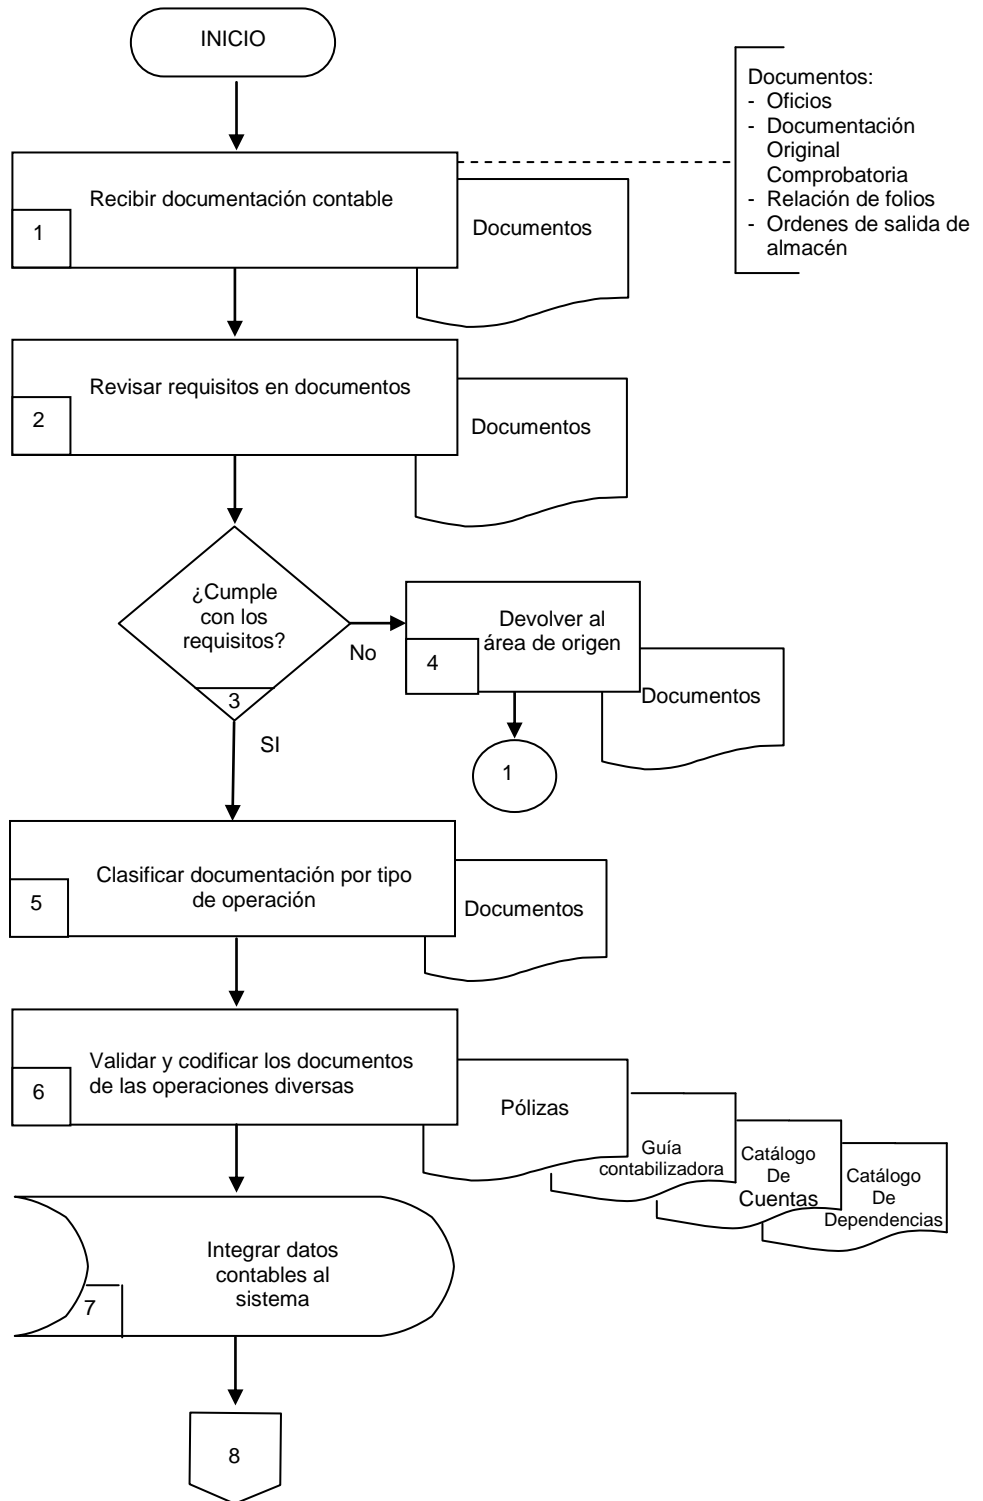 INICIO
Documentos:
- Oficios
- Documentación
Original
Comprobatoria
- Relación de folios
- Ordenes de salida de
almacén
Recibir documentación contable
1
Documentos
Revisar requisitos en documentos
2
Documentos
¿Cumple
con los
requisitos?
3
No
SI
Devolver al
área de origen
4
Documentos
1
Clasificar documentación por tipo
de operación
5
Documentos
Validar y codificar los documentos
de las operaciones diversas
6
Pólizas
Guía
contabilizadora
Catálogo
De
Cuentas
Catálogo
De
Dependencias
Integrar datos
contables al
sistema
7
8